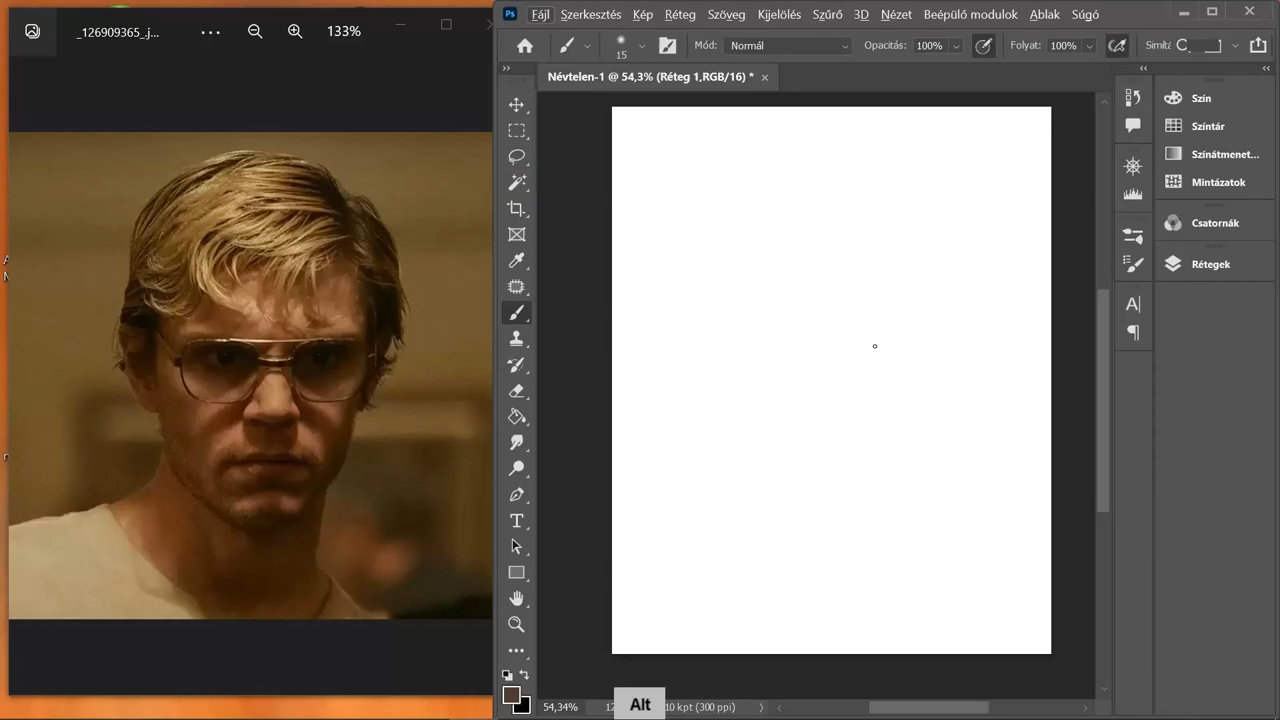 _126909365_j...
133%
Ps
Fájl Szerkesztés Kép Réteg Szöveg Kijelölés Szűrő 3D Nézet Beépülő modulok Ablak Súgó
15
Mód: Normál
Opacitás: 100%
Folyat: 100%
Névtelen-1 @ 54,3% (Réteg 1,RGB/16) *
Szín
Színtár
Színátmenet...
Mintázatok
Csatornák
Rétegek
54,34%
10 kpt (300 ppi)
Alt